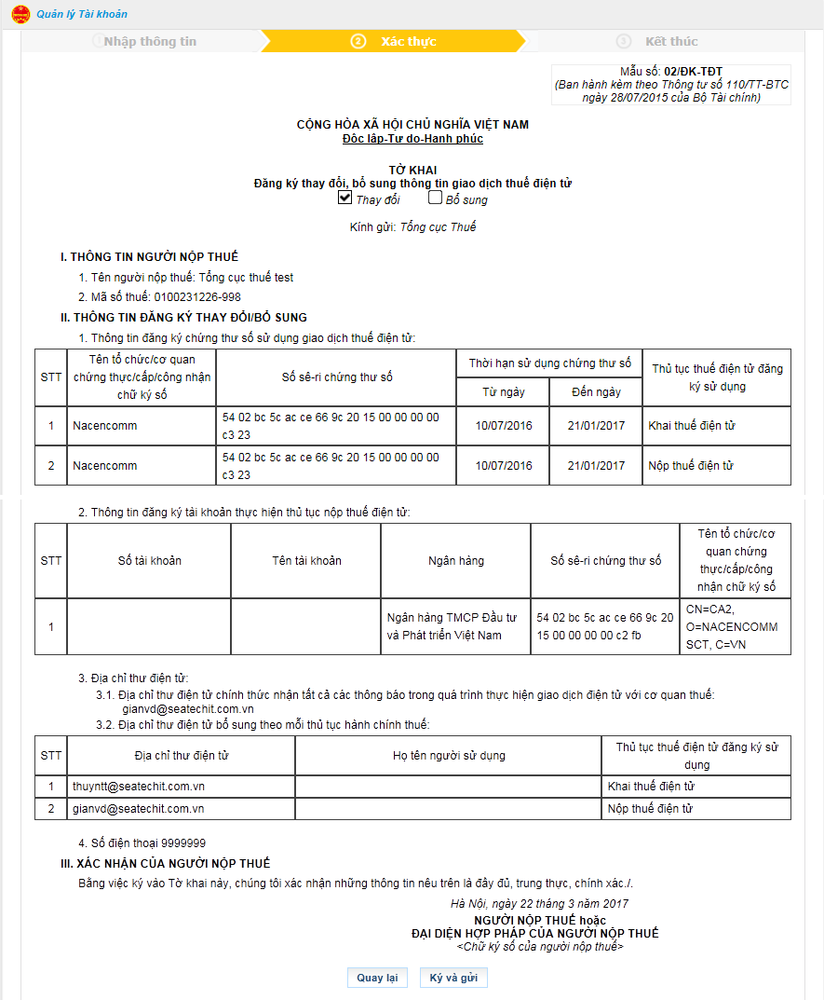 Quản lý Tài khoản
1 Nhập thông tin
2 Xác thực
3 Kết thúc
Mẫu số: 02/ĐK-TĐT
(Ban hành kèm theo Thông tư số 110/TT-BTC
ngày 28/07/2015 của Bộ Tài chính)
CỘNG HÒA XÃ HỘI CHỦ NGHĨA VIỆT NAM
Độc lập-Tự do-Hạnh phúc
TỜ KHAI
Đăng ký thay đổi, bổ sung thông tin giao dịch thuế điện tử
Thay đổi Bổ sung
Kính gửi: Tổng cục Thuế
I. THÔNG TIN NGƯỜI NỘP THUẾ
1. Tên người nộp thuế: Tổng cục thuế test
2. Mã số thuế: 0100231226-998
II. THÔNG TIN ĐĂNG KÝ THAY ĐỔI/BỔ SUNG
1. Thông tin đăng ký chứng thư số sử dụng giao dịch thuế điện tử:
STT
Tên tổ chức/cơ quan
chứng thực/cấp/công nhận
chữ ký số
Số sê-ri chứng thư số
Thời hạn sử dụng chứng thư số
Từ ngày
Đến ngày
Thủ tục thuế điện tử đăng
ký sử dụng
1
Nacencomm
54 02 bc 5c ac ce 66 9c 20 15 00 00 00 00
c3 23
10/07/2016
21/01/2017
Khai thuế điện tử
2
Nacencomm
54 02 bc 5c ac ce 66 9c 20 15 00 00 00 00
c3 23
10/07/2016
21/01/2017
Nộp thuế điện tử
2. Thông tin đăng ký tài khoản thực hiện thủ tục nộp thuế điện tử:
STT
Số tài khoản
Tên tài khoản
Ngân hàng
Số sê-ri chứng thư số
Tên tổ chức/cơ
quan chứng
thực/cấp/công
nhận chữ ký số
1
Ngân hàng TMCP Đầu tư
và Phát triển Việt Nam
54 02 bc 5c ac ce 66 9c 20
15 00 00 00 00 c2 fb
CN=CA2,
O=NACENCOMM
SCT, C=VN
3. Địa chỉ thư điện tử:
3.1. Địa chỉ thư điện tử chính thức nhận tất cả các thông báo trong quá trình thực hiện giao dịch điện tử với cơ quan thuế:
gianvd@seatechit.com.vn
3.2. Địa chỉ thư điện tử bổ sung theo mỗi thủ tục hành chính thuế:
STT
Địa chỉ thư điện tử
Họ tên người sử dụng
Thủ tục thuế điện tử đăng ký sử
dụng
1
thuyntt@seatechit.com.vn
Khai thuế điện tử
2
gianvd@seatechit.com.vn
Nộp thuế điện tử
4. Số điện thoại 9999999
III. XÁC NHẬN CỦA NGƯỜI NỘP THUẾ
Bằng việc ký vào Tờ khai này, chúng tôi xác nhận những thông tin nêu trên là đầy đủ, trung thực, chính xác./.
Hà Nội, ngày 22 tháng 3 năm 2017
NGƯỜI NỘP THUẾ hoặc
ĐẠI DIỆN HỢP PHÁP CỦA NGƯỜI NỘP THUẾ
<Chữ ký số của người nộp thuế>
Quay lại
Ký và gửi